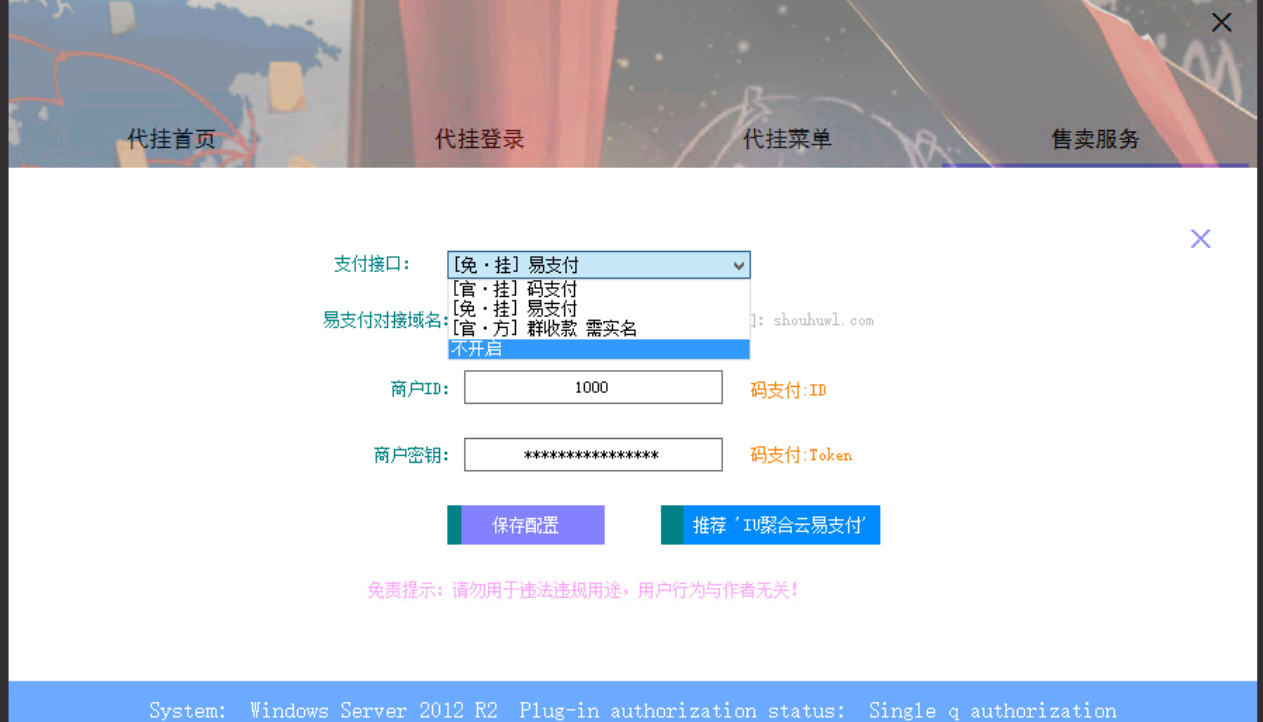 代挂首页 代挂登录 代挂菜单 售卖服务
支付接口: [免·挂] 易支付
[官·挂] 码支付
[免·挂] 易支付
易支付对接域名: : shouhuwl.com
[官·方] 群收款 需实名
不开启
商户ID: 1000 码支付:ID
商户密钥: **************** 码支付:Token
保存配置 推荐 'IU聚合云易支付'
免责提示: 请勿用于违法违规用途，用户行为与作者无关!
System: Windows Server 2012 R2 Plug-in authorization status: Single q authorization